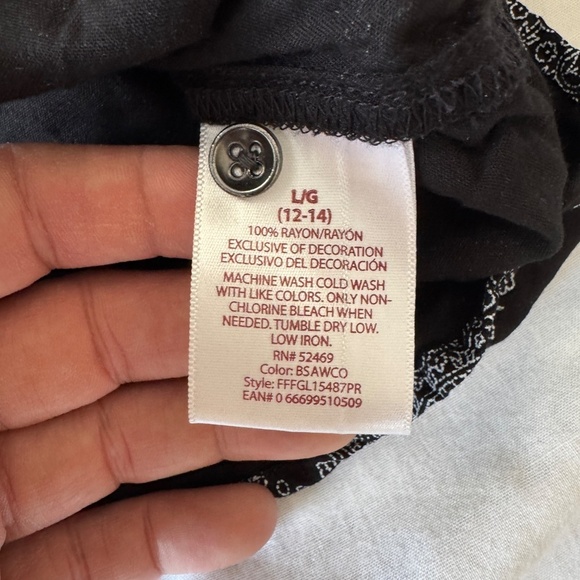 L/G
(12-14)
100% RAYON/RAYÓN
EXCLUSIVE OF DECORATION
EXCLUSIVO DEL DECORACIÓN
MACHINE WASH COLD WASH
WITH LIKE COLORS. ONLY NON-
CHLORINE BLEACH WHEN
NEEDED. TUMBLE DRY LOW.
LOW IRON.
RN# 52469
Color: BSAWCO
Style: FFFGL15487PR
EAN# 0 66699510509